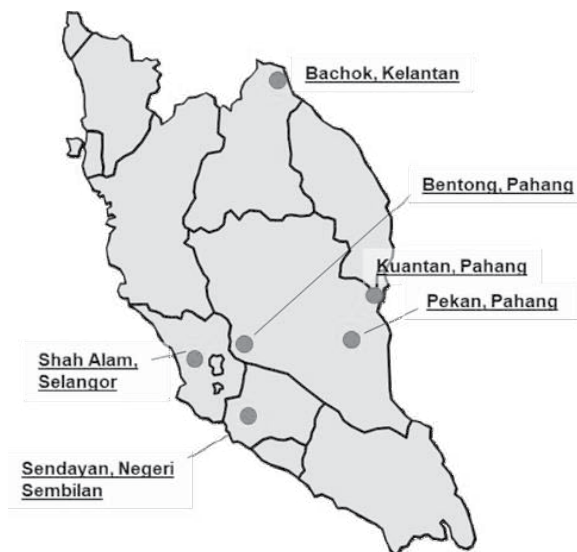 Bachok, Kelantan
Bentong, Pahang
Kuantan, Pahang
Pekan, Pahang
Shah Alam,
Selangor
Sendayan, Negeri
Sembilan